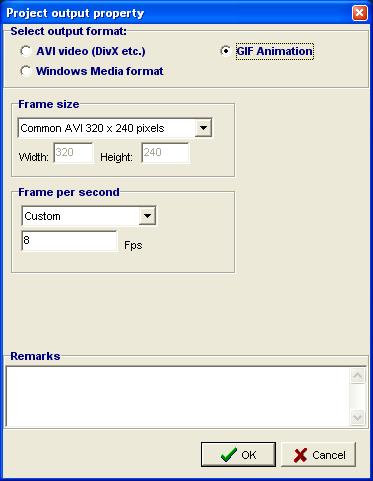 Project output property
Select output format:
AVI video (DivX etc.) GIF Animation
Windows Media format
Frame size
Common AVI 320 x 240 pixels
Width: 320 Height: 240
Frame per second
Custom
8 Fps
Remarks
OK Cancel